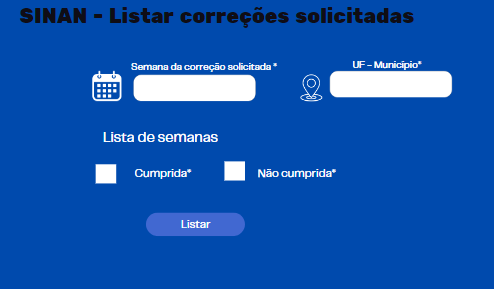 SINAN - Listar correções solicitadas
Semana da correção solicitada *
UF - Município*
Lista de semanas
Cumprida*
Não cumprida*
Listar